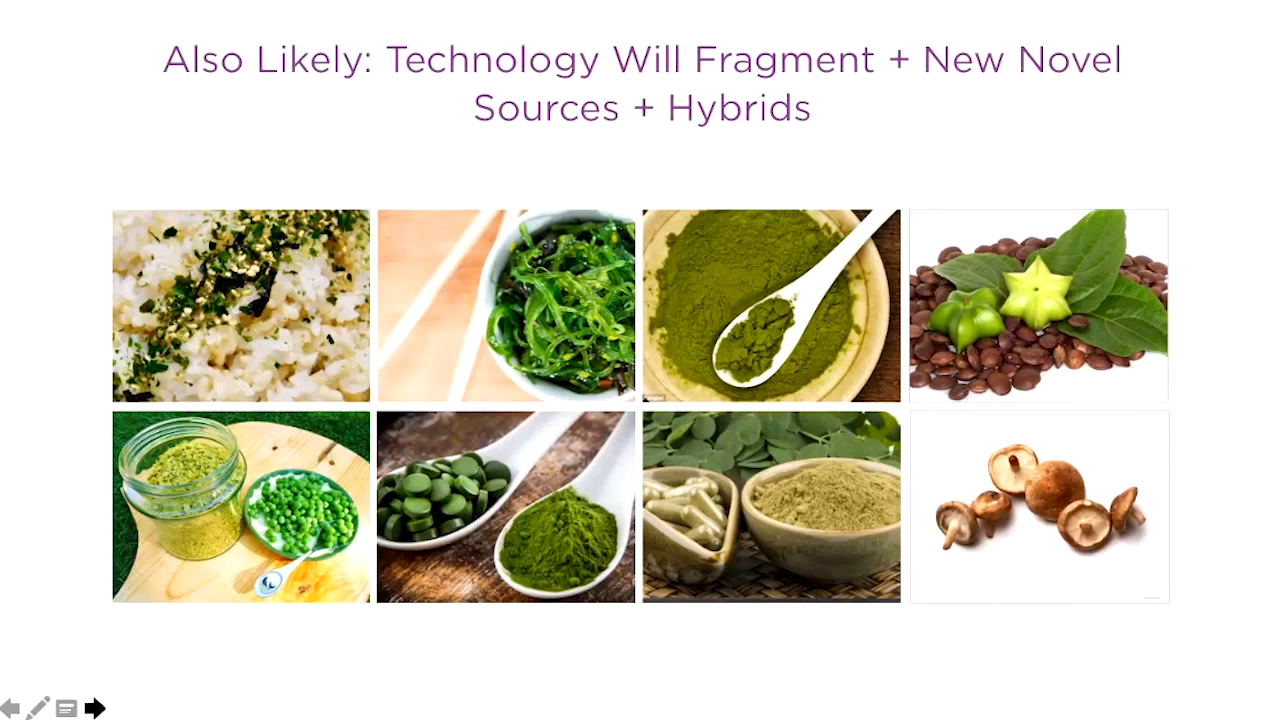 Also Likely: Technology Will Fragment + New Novel
Sources + Hybrids